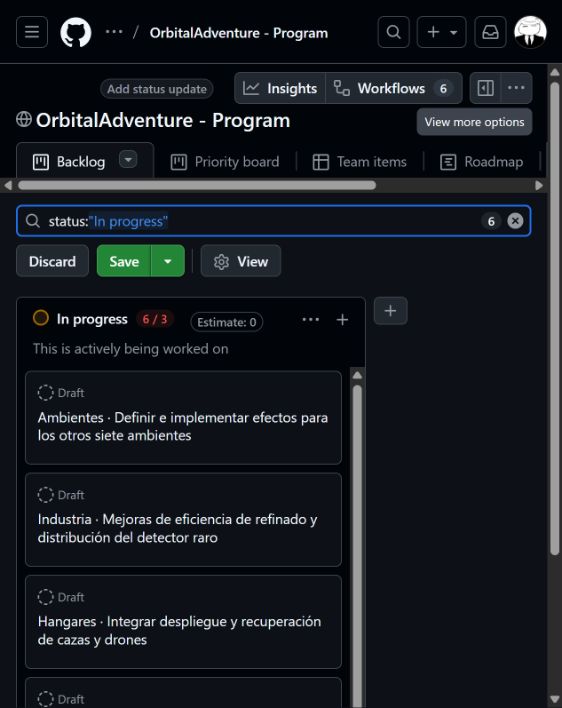 ... / OrbitalAdventure - Program
Add status update
Insights
Workflows 6
OrbitalAdventure - Program
View more options
Backlog
Priority board
Team items
Roadmap
status:"In progress"
6
Discard
Save
View
In progress 6 / 3 Estimate: 0
This is actively being worked on
Draft
Ambientes · Definir e implementar efectos para
los otros siete ambientes
Draft
Industria · Mejoras de eficiencia de refinado y
distribución del detector raro
Draft
Hangares · Integrar despliegue y recuperación
de cazas y drones
Draft